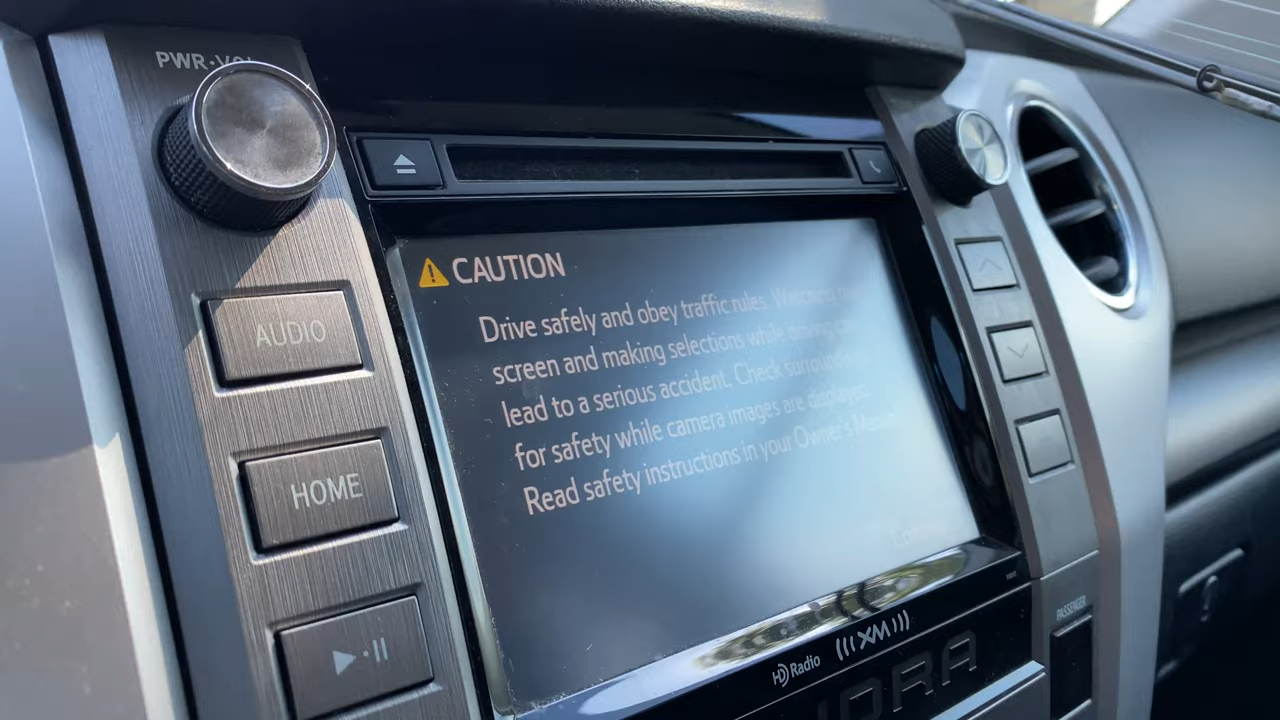 PWR•VOL
AUDIO
HOME
CAUTION
Drive safely and obey traffic rules. Watching
screen and making selections while driving
lead to a serious accident. Check surroundings
for safety while camera images are displayed.
Read safety instructions in your Owner's Manual
HD Radio
((( XM )))
PASSENGER